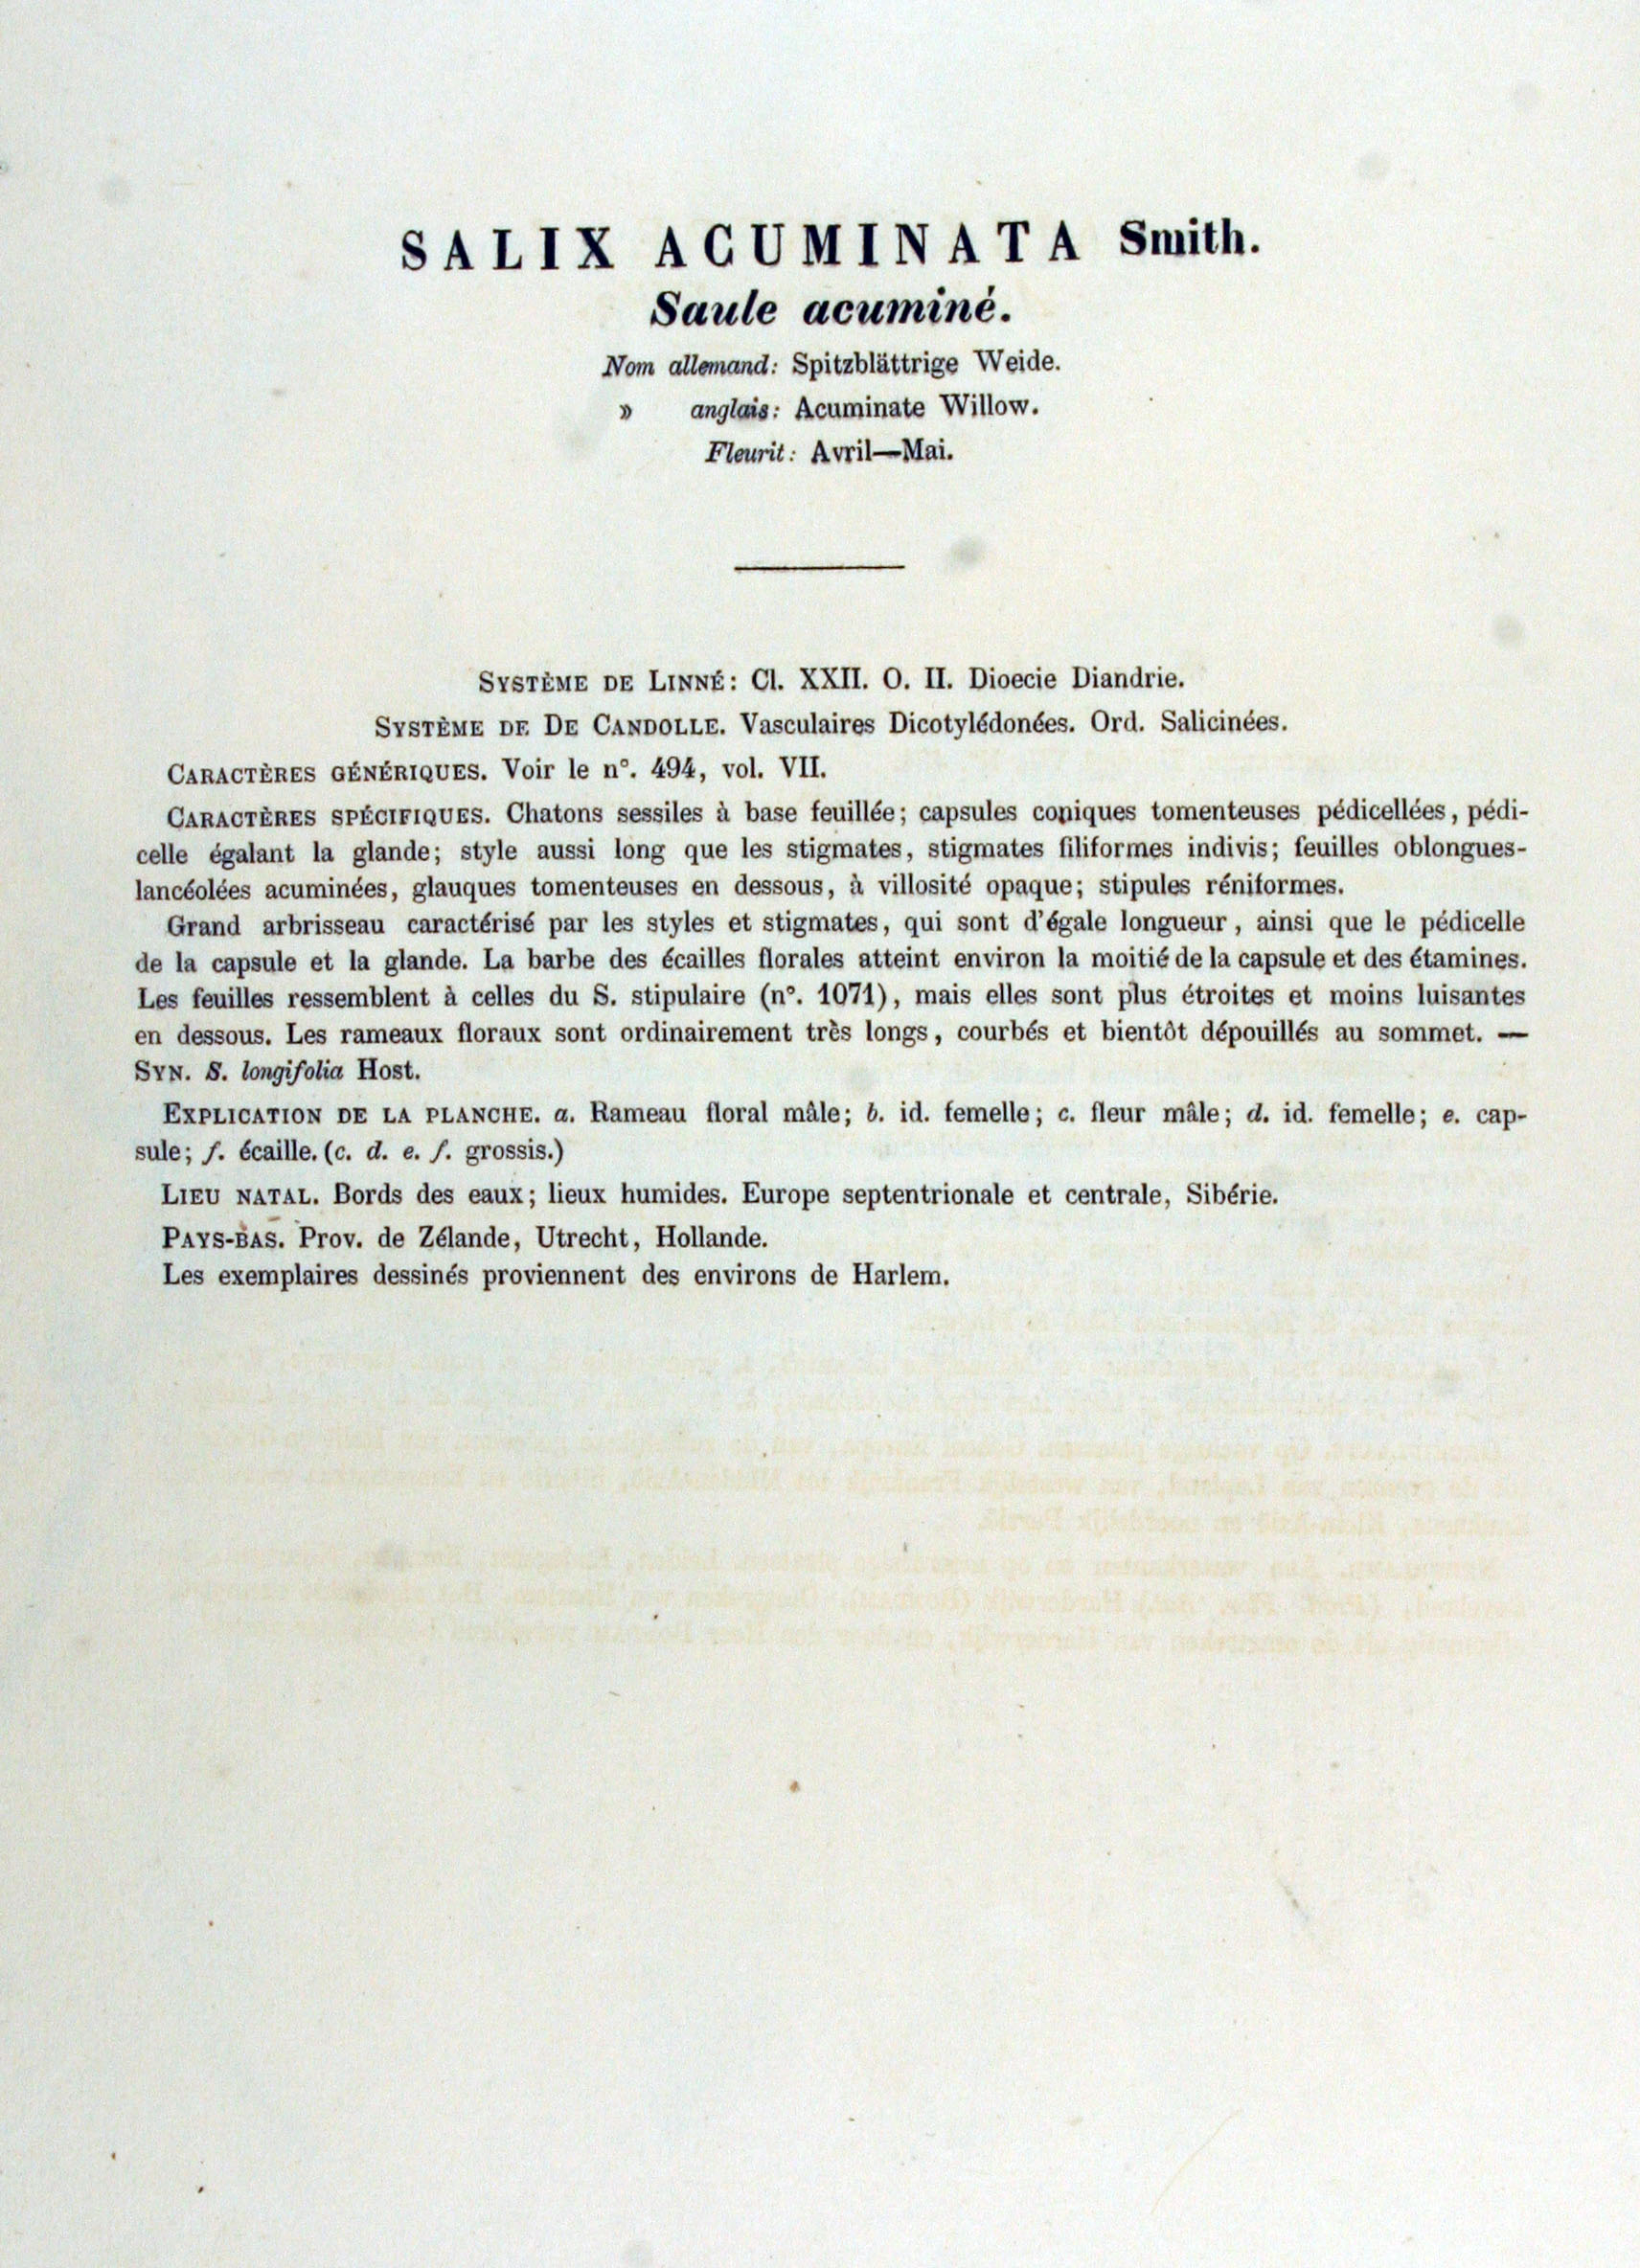 SALIX ACUMINATA Smith.
Saule acuminé.
Nom allemand: Spitzblättrige Weide.
» anglais: Acuminate Willow.
Fleurit: Avril—Mai.
Système de Linné: Cl. XXII. O. II. Dioecie Diandrie.
Système de De Candolle. Vasculaires Dicotylédonées. Ord. Salicinées.
Caractères génériques. Voir le n°. 494, vol. VII.
Caractères spécifiques. Chatons sessiles à base feuillée; capsules coniques tomenteuses pédicellées, pédi-
celle égalant la glande; style aussi long que les stigmates, stigmates filiformes indivis; feuilles oblongues-
lancéolées acuminées, glauques tomenteuses en dessous, à villosité opaque; stipules réniformes.
Grand arbrisseau caractérisé par les styles et stigmates, qui sont d'égale longueur, ainsi que le pédicelle
de la capsule et la glande. La barbe des écailles florales atteint environ la moitié de la capsule et des étamines.
Les feuilles ressemblent à celles du S. stipulaire (n°. 1071), mais elles sont plus étroites et moins luisantes
en dessous. Les rameaux floraux sont ordinairement très longs, courbés et bientôt dépouillés au sommet. —
Syn. S. longifolia Host.
Explication de la planche. a. Rameau floral mâle; b. id. femelle; c. fleur mâle; d. id. femelle; e. cap-
sule; f. écaille. (c. d. e. f. grossis.)
Lieu natal. Bords des eaux; lieux humides. Europe septentrionale et centrale, Sibérie.
Pays-bas. Prov. de Zélande, Utrecht, Hollande.
Les exemplaires dessinés proviennent des environs de Harlem.